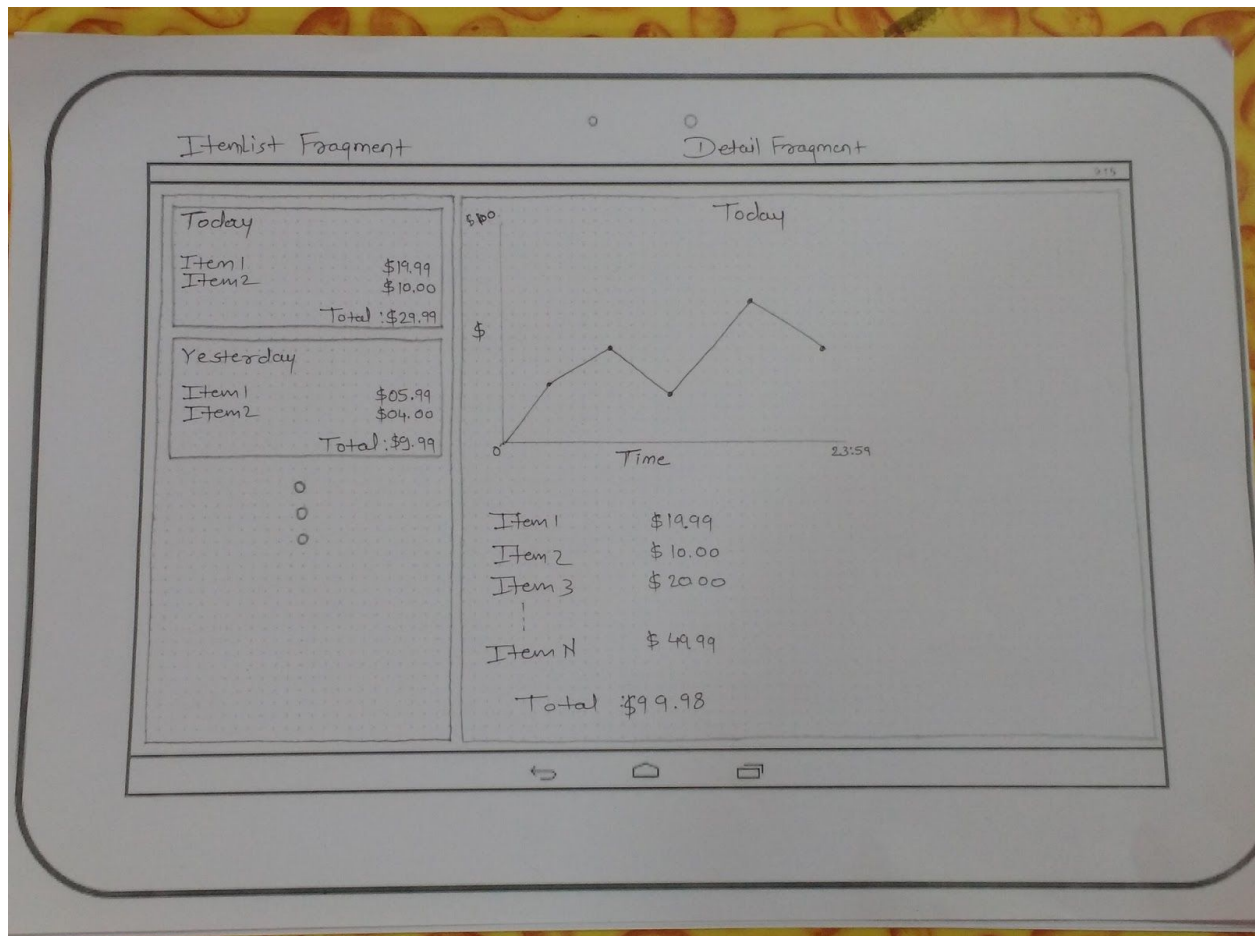 ItemList Fragment
Detail Fragment
Today
Item1 $19.99
Item2 $10.00
Total :$29.99
Yesterday
Item1 $05.99
Item2 $04.00
Total:$9.99
Today
$
0
Time
23:59
Item1 $19.99
Item 2 $10.00
Item 3 $20.00
Item N $49.99
Total :$99.98